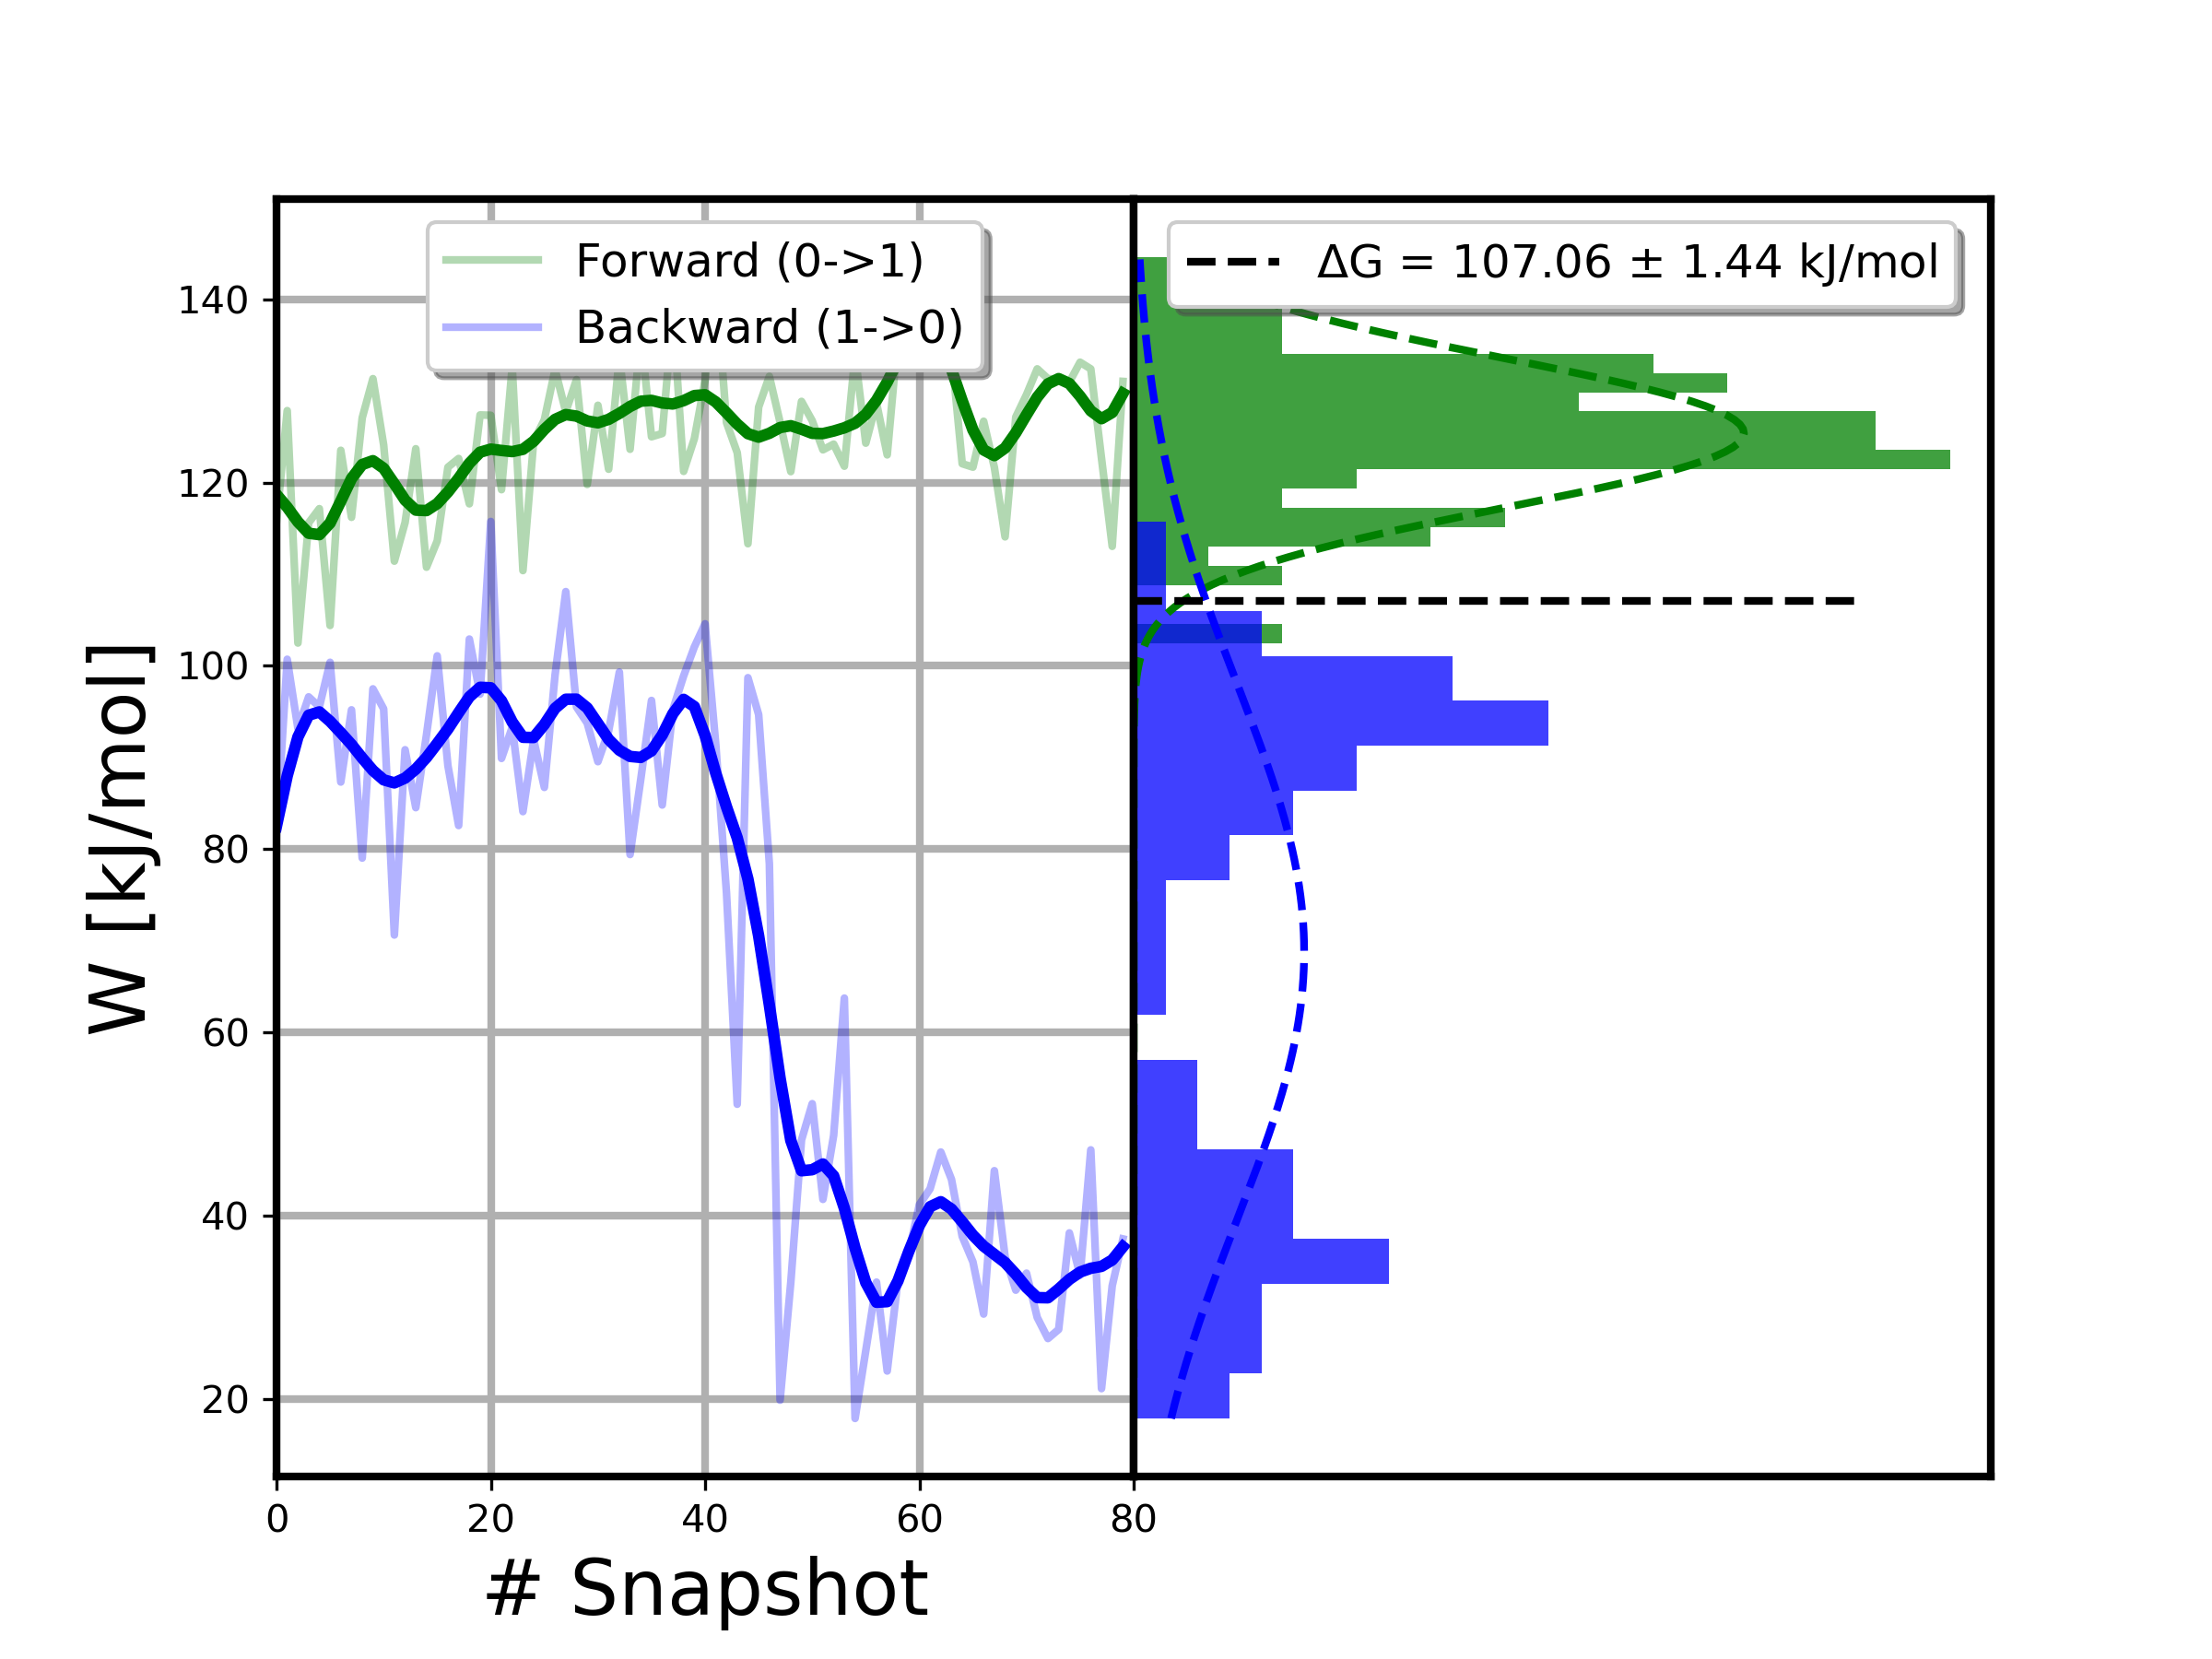 Forward (0->1)
Backward (1->0)
ΔG = 107.06 ± 1.44 kJ/mol
W [kJ/mol]
140
120
100
80
60
40
20
0 20 40 60 80
# Snapshot